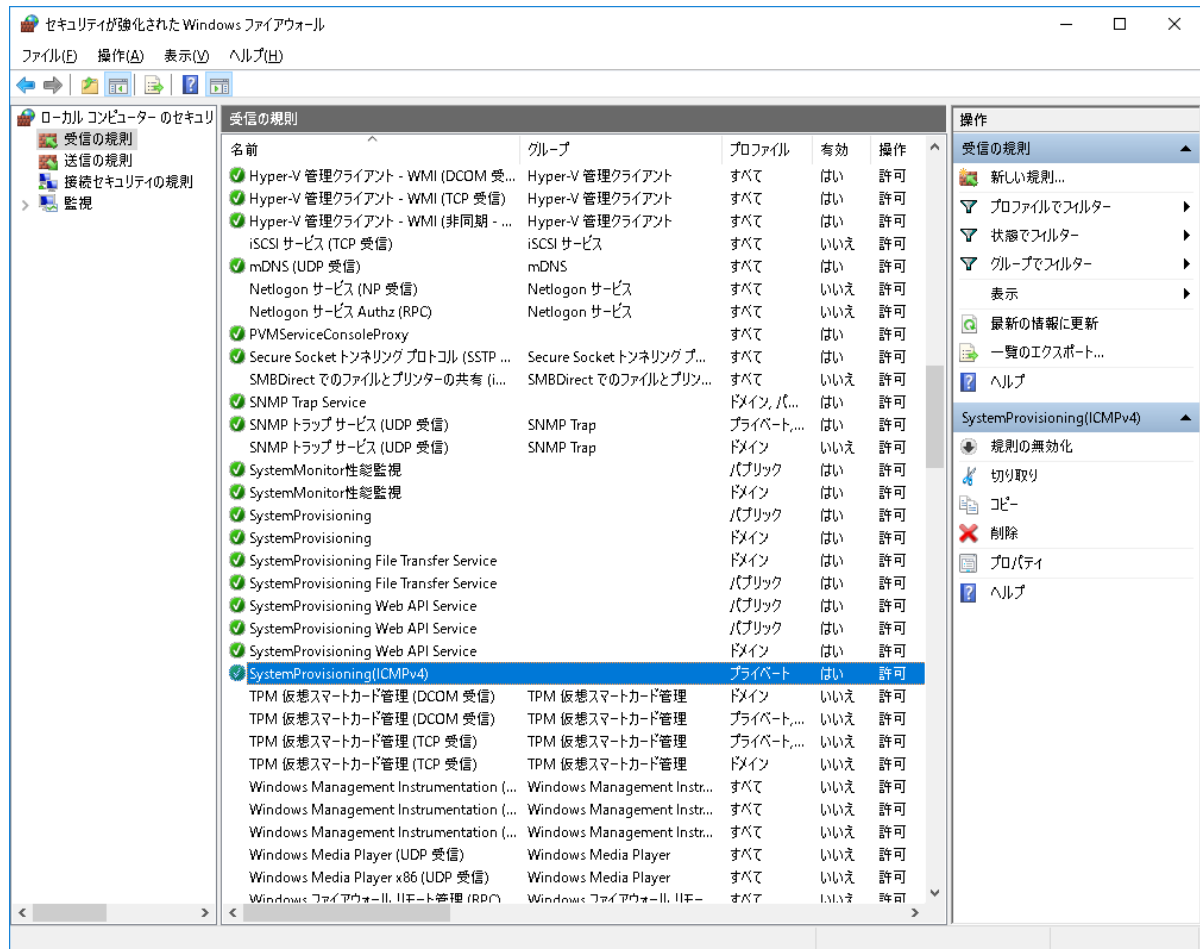 セキュリティが強化された Windows ファイアウォール
ファイル(F) 操作(A) 表示(V) ヘルプ(H)
ローカル コンピューター のセキュリ
受信の規則
送信の規則
接続セキュリティの規則
監視
受信の規則
名前 グループ プロファイル 有効 操作
Hyper-V 管理クライアント - WMI (DCOM 受... Hyper-V 管理クライアント すべて はい 許可
Hyper-V 管理クライアント - WMI (TCP 受信) Hyper-V 管理クライアント すべて はい 許可
Hyper-V 管理クライアント - WMI (非同期 - ... Hyper-V 管理クライアント すべて はい 許可
iSCSI サービス (TCP 受信) iSCSI サービス すべて いいえ 許可
mDNS (UDP 受信) mDNS すべて はい 許可
Netlogon サービス (NP 受信) Netlogon サービス すべて いいえ 許可
Netlogon サービス Authz (RPC) Netlogon サービス すべて いいえ 許可
PVMServiceConsoleProxy すべて はい 許可
Secure Socket トンネリング プロトコル (SSTP ... Secure Socket トンネリング プ... すべて はい 許可
SMBDirect でのファイルとプリンターの共有 (i... SMBDirect でのファイルとプリン... すべて いいえ 許可
SNMP Trap Service ドメイン, パ... はい 許可
SNMP トラップ サービス (UDP 受信) SNMP Trap プライベート,... はい 許可
SNMP トラップ サービス (UDP 受信) SNMP Trap ドメイン いいえ 許可
SystemMonitor性能監視 パブリック はい 許可
SystemMonitor性能監視 ドメイン はい 許可
SystemProvisioning パブリック はい 許可
SystemProvisioning ドメイン はい 許可
SystemProvisioning File Transfer Service ドメイン はい 許可
SystemProvisioning File Transfer Service パブリック はい 許可
SystemProvisioning Web API Service パブリック はい 許可
SystemProvisioning Web API Service パブリック はい 許可
SystemProvisioning Web API Service ドメイン はい 許可
SystemProvisioning(ICMPv4) プライベート はい 許可
TPM 仮想スマートカード管理 (DCOM 受信) TPM 仮想スマートカード管理 ドメイン いいえ 許可
TPM 仮想スマートカード管理 (DCOM 受信) TPM 仮想スマートカード管理 プライベート,... いいえ 許可
TPM 仮想スマートカード管理 (TCP 受信) TPM 仮想スマートカード管理 プライベート,... いいえ 許可
TPM 仮想スマートカード管理 (TCP 受信) TPM 仮想スマートカード管理 ドメイン いいえ 許可
Windows Management Instrumentation (... Windows Management Instr... すべて いいえ 許可
Windows Management Instrumentation (... Windows Management Instr... すべて いいえ 許可
Windows Management Instrumentation (... Windows Management Instr... すべて いいえ 許可
Windows Media Player (UDP 受信) Windows Media Player すべて いいえ 許可
Windows Media Player x86 (UDP 受信) Windows Media Player すべて いいえ 許可
Windows ファイアウォール リモート管理 (RPC) Windows ファイアウォール リモー すべて いいえ 許可
操作
受信の規則
新しい規則...
プロファイルでフィルター
状態でフィルター
グループでフィルター
表示
最新の情報に更新
一覧のエクスポート...
ヘルプ
SystemProvisioning(ICMPv4)
規則の無効化
切り取り
コピー
削除
プロパティ
ヘルプ